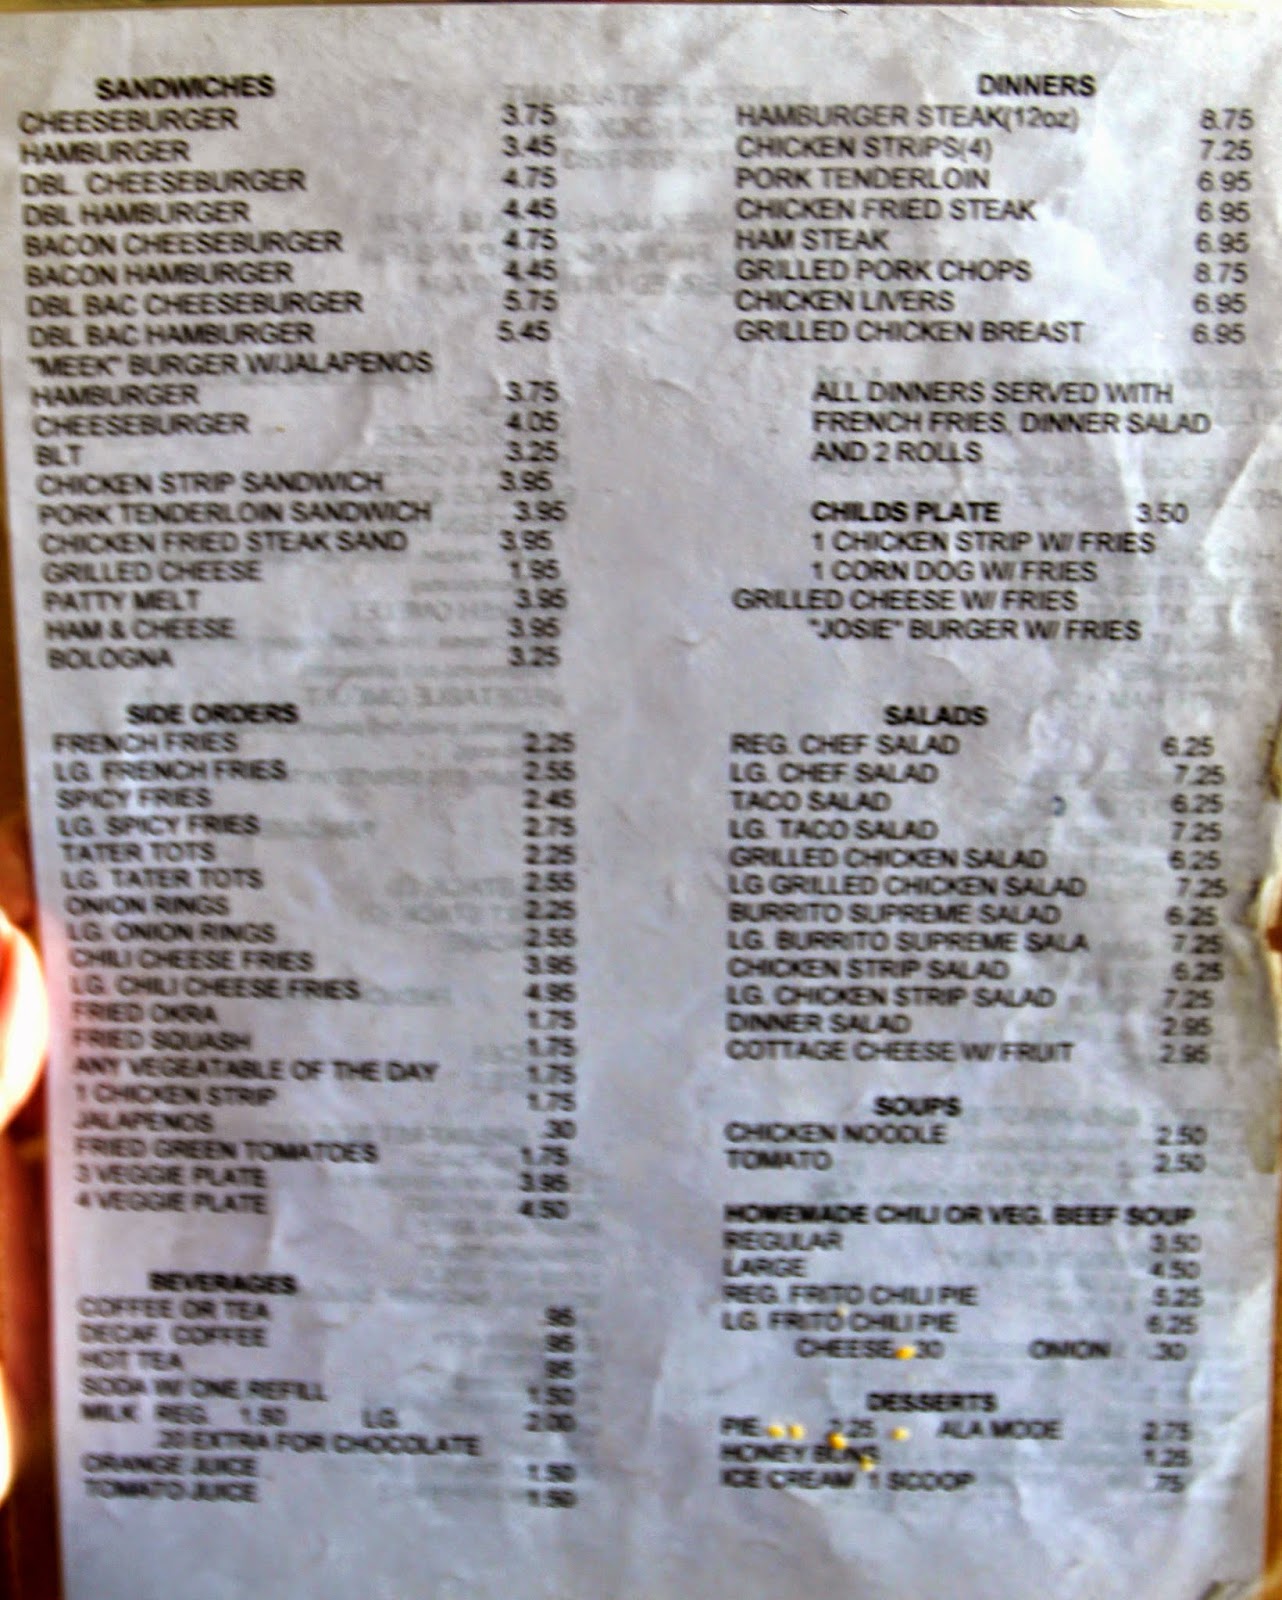 SANDWICHES
CHEESEBURGER 3.75
HAMBURGER 3.45
DBL. CHEESEBURGER 4.75
DBL HAMBURGER 4.45
BACON CHEESEBURGER 4.75
BACON HAMBURGER 4.45
DBL BAC CHEESEBURGER 5.75
DBL BAC HAMBURGER 5.45
"MEEK" BURGER W/JALAPENOS
HAMBURGER 3.75
CHEESEBURGER 4.05
BLT 3.25
CHICKEN STRIP SANDWICH 3.95
PORK TENDERLOIN SANDWICH 3.95
CHICKEN FRIED STEAK SAND 3.95
GRILLED CHEESE 1.95
PATTY MELT 3.95
HAM & CHEESE 3.95
BOLOGNA 3.25
SIDE ORDERS
FRENCH FRIES 2.25
LG. FRENCH FRIES 2.55
SPICY FRIES 2.45
LG. SPICY FRIES 2.75
TATER TOTS 2.25
LG. TATER TOTS 2.55
ONION RINGS 2.25
LG. ONION RINGS 2.55
CHILI CHEESE FRIES 3.95
LG. CHILI CHEESE FRIES 4.95
FRIED OKRA 1.75
FRIED SQUASH 1.75
ANY VEGEATABLE OF THE DAY 1.75
1 CHICKEN STRIP 1.75
JALAPENOS .30
FRIED GREEN TOMATOES 1.75
3 VEGGIE PLATE 3.95
4 VEGGIE PLATE 4.50
BEVERAGES
COFFEE OR TEA .95
DECAF. COFFEE .95
HOT TEA .95
SODA W/ ONE REFILL 1.50
MILK REG. 1.50 LG. 2.00
.20 EXTRA FOR CHOCOLATE
ORANGE JUICE 1.50
TOMATO JUICE 1.50
DINNERS
HAMBURGER STEAK(12oz) 8.75
CHICKEN STRIPS(4) 7.25
PORK TENDERLOIN 6.95
CHICKEN FRIED STEAK 6.95
HAM STEAK 6.95
GRILLED PORK CHOPS 8.75
CHICKEN LIVERS 6.95
GRILLED CHICKEN BREAST 6.95
ALL DINNERS SERVED WITH
FRENCH FRIES, DINNER SALAD
AND 2 ROLLS
CHILDS PLATE 3.50
1 CHICKEN STRIP W/ FRIES
1 CORN DOG W/ FRIES
GRILLED CHEESE W/ FRIES
"JOSIE" BURGER W/ FRIES
SALADS
REG. CHEF SALAD 6.25
LG. CHEF SALAD 7.25
TACO SALAD 6.25
LG. TACO SALAD 7.25
GRILLED CHICKEN SALAD 6.25
LG GRILLED CHICKEN SALAD 7.25
BURRITO SUPREME SALAD 6.25
LG. BURRITO SUPREME SALA 7.25
CHICKEN STRIP SALAD 6.25
LG. CHICKEN STRIP SALAD 7.25
DINNER SALAD 2.95
COTTAGE CHEESE W/ FRUIT 2.95
SOUPS
CHICKEN NOODLE 2.50
TOMATO 2.50
HOMEMADE CHILI OR VEG. BEEF SOUP
REGULAR 3.50
LARGE 4.50
REG. FRITO CHILI PIE 5.25
LG. FRITO CHILI PIE 6.25
CHEESE .30 ONION .30
DESSERTS
PIE 2.25 ALA MODE 2.75
HONEY BUNS 1.25
ICE CREAM 1 SCOOP .75